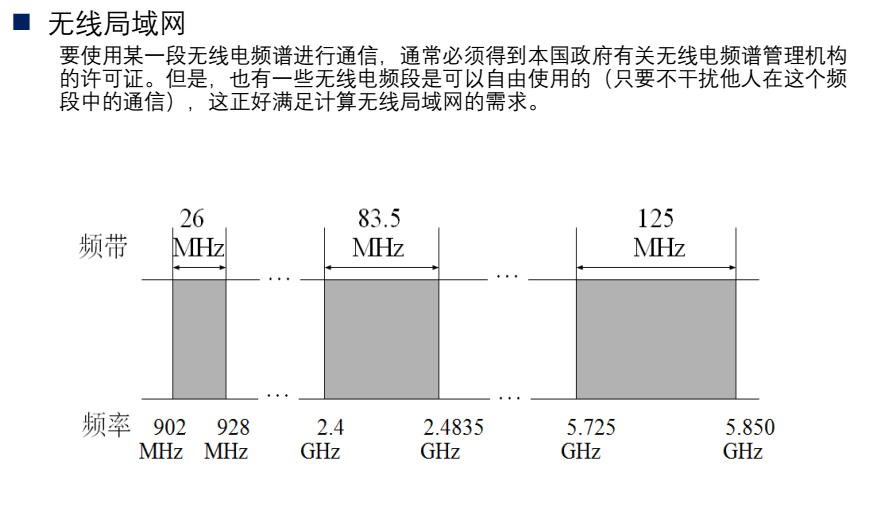 无线局域网
要使用某一段无线电频谱进行通信，通常必须得到本国政府有关无线电频谱管理机构
的许可证。但是，也有一些无线电频段是可以自由使用的（只要不干扰他人在这个频
段中的通信），这正好满足计算无线局域网的需求。
26 83.5 125
频带 MHz MHz MHz
… …
… …
频率 902 928 2.4 2.4835 5.725 5.850
MHz MHz GHz GHz GHz GHz